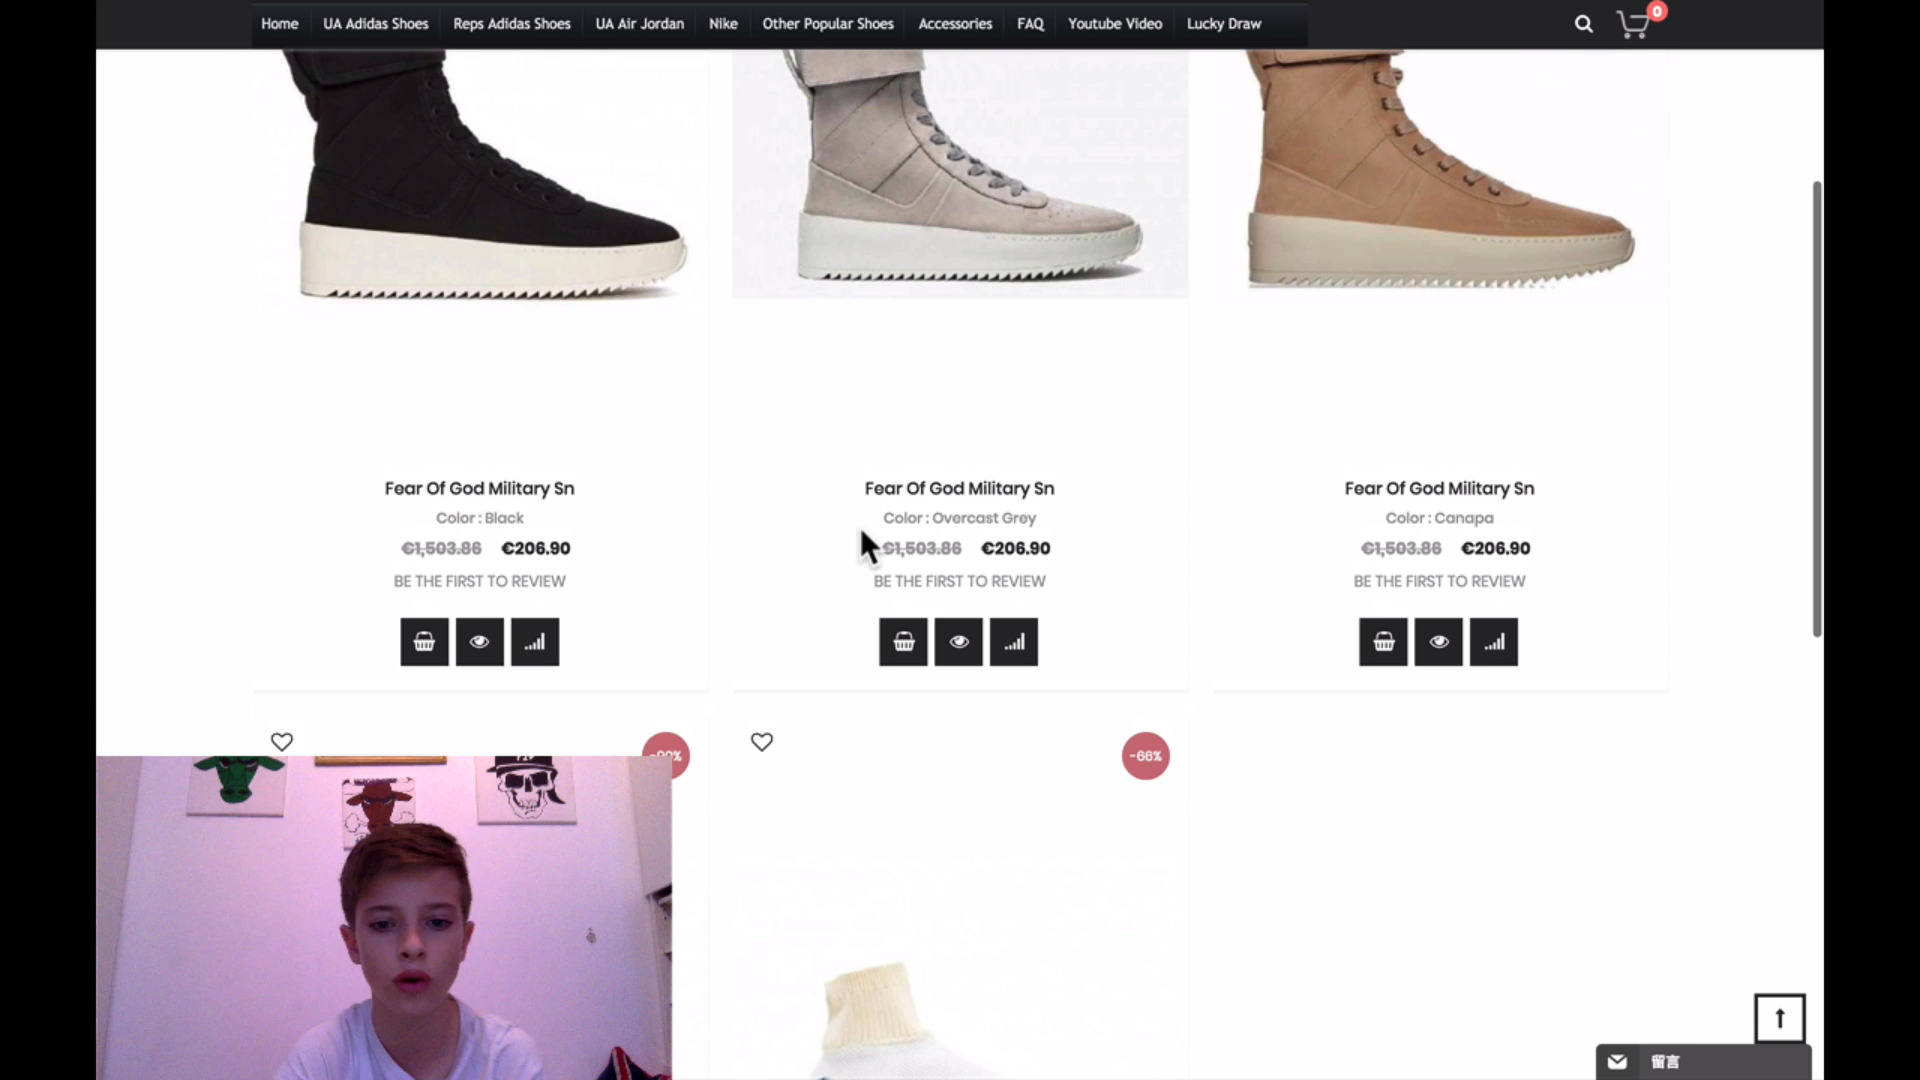 Home UA Adidas Shoes Reps Adidas Shoes UA Air Jordan Nike Other Popular Shoes Accessories FAQ Youtube Video Lucky Draw 0
Fear Of God Military Sn Fear Of God Military Sn Fear Of God Military Sn
Color : Black Color : Overcast Grey Color : Canapa
€1,503.86 €206.90 €1,503.86 €206.90 €1,503.86 €206.90
BE THE FIRST TO REVIEW BE THE FIRST TO REVIEW BE THE FIRST TO REVIEW
-66%
留言